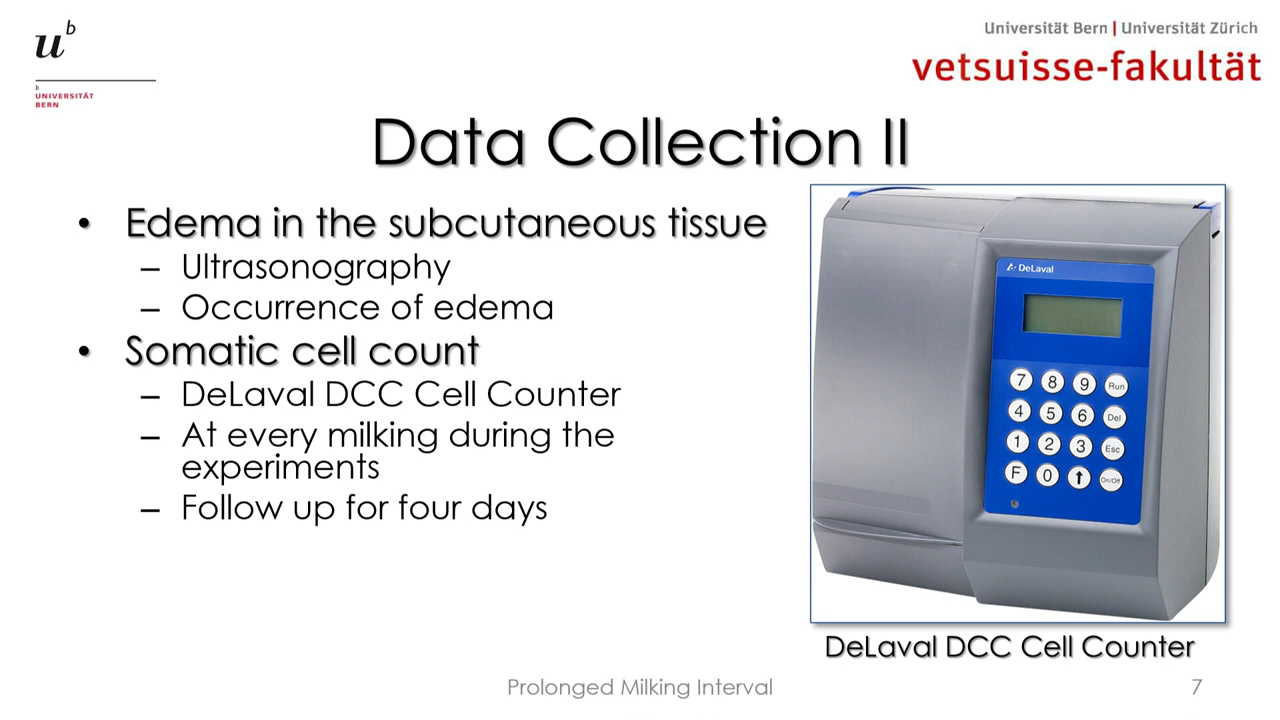 u^b
b
UNIVERSITÄT
BERN
Universität Bern | Universität Zürich
vetsuisse-fakultät
Data Collection II
• Edema in the subcutaneous tissue
– Ultrasonography
– Occurrence of edema
• Somatic cell count
– DeLaval DCC Cell Counter
– At every milking during the
experiments
– Follow up for four days
DeLaval
7 8 9 Run
4 5 6 Del
1 2 3 Esc
F 0 ↑ On/Off
DeLaval DCC Cell Counter
Prolonged Milking Interval
7